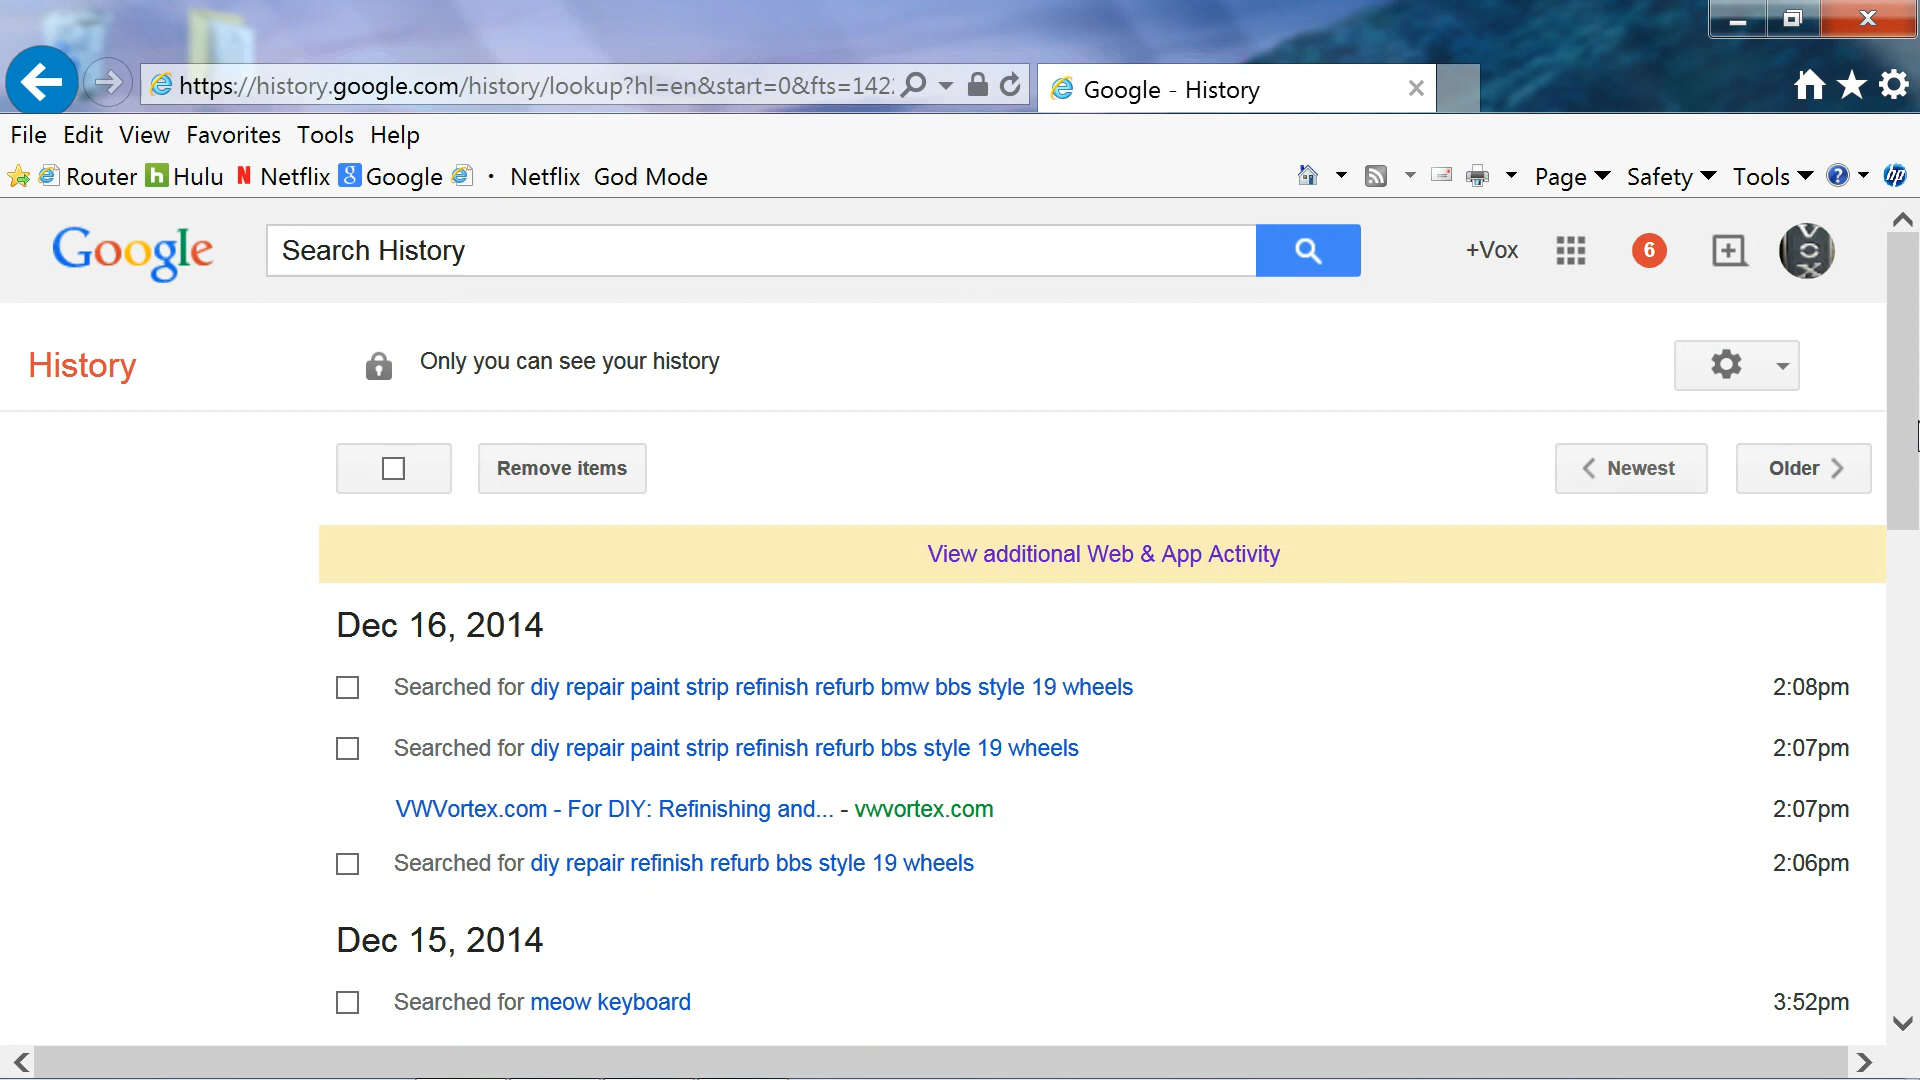 https://history.google.com/history/lookup?hl=en&start=0&fts=142
Google - History
File Edit View Favorites Tools Help
Router h Hulu N Netflix 8 Google · Netflix God Mode
Page Safety Tools ? hp
Google Search History +Vox 6 VOX
History Only you can see your history
Remove items Newest Older
View additional Web & App Activity
Dec 16, 2014
Searched for diy repair paint strip refinish refurb bmw bbs style 19 wheels 2:08pm
Searched for diy repair paint strip refinish refurb bbs style 19 wheels 2:07pm
VWVortex.com - For DIY: Refinishing and... - vwvortex.com 2:07pm
Searched for diy repair refinish refurb bbs style 19 wheels 2:06pm
Dec 15, 2014
Searched for meow keyboard 3:52pm